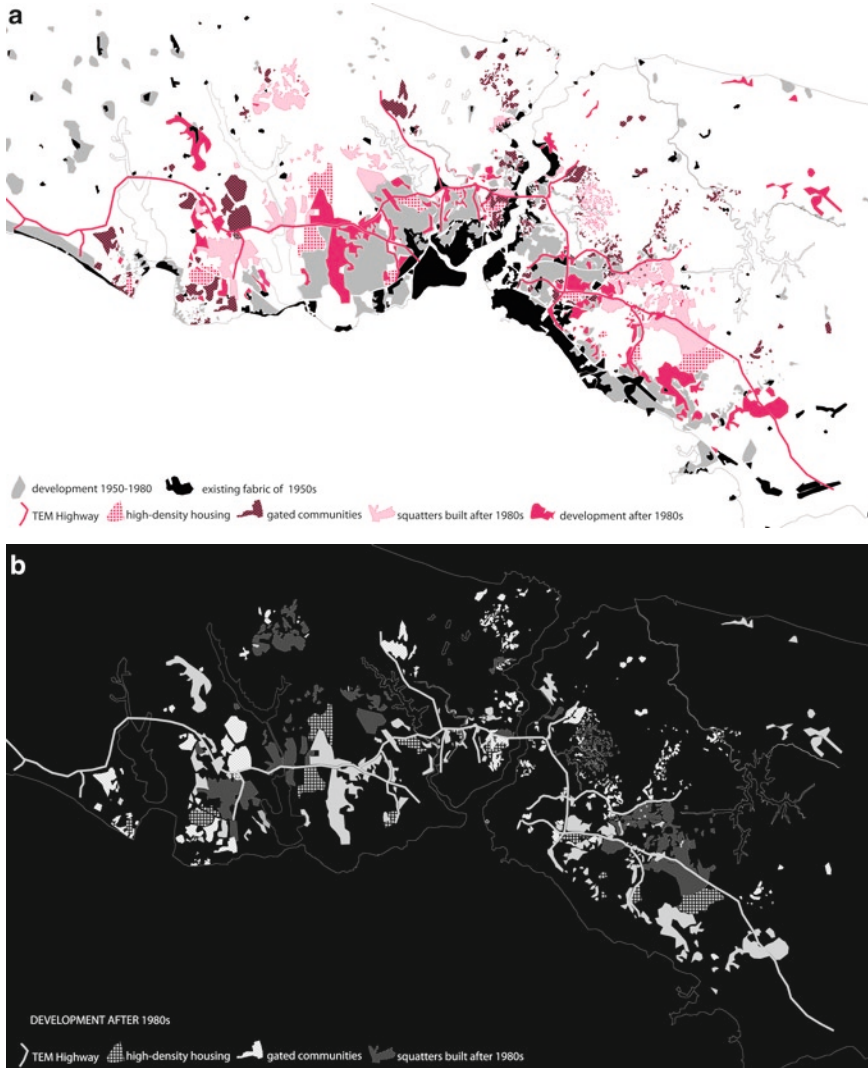 a
development 1950-1980 existing fabric of 1950s
TEM Highway high-density housing gated communities squatters built after 1980s development after 1980s
b
DEVELOPMENT AFTER 1980s
TEM Highway high-density housing gated communities squatters built after 1980s